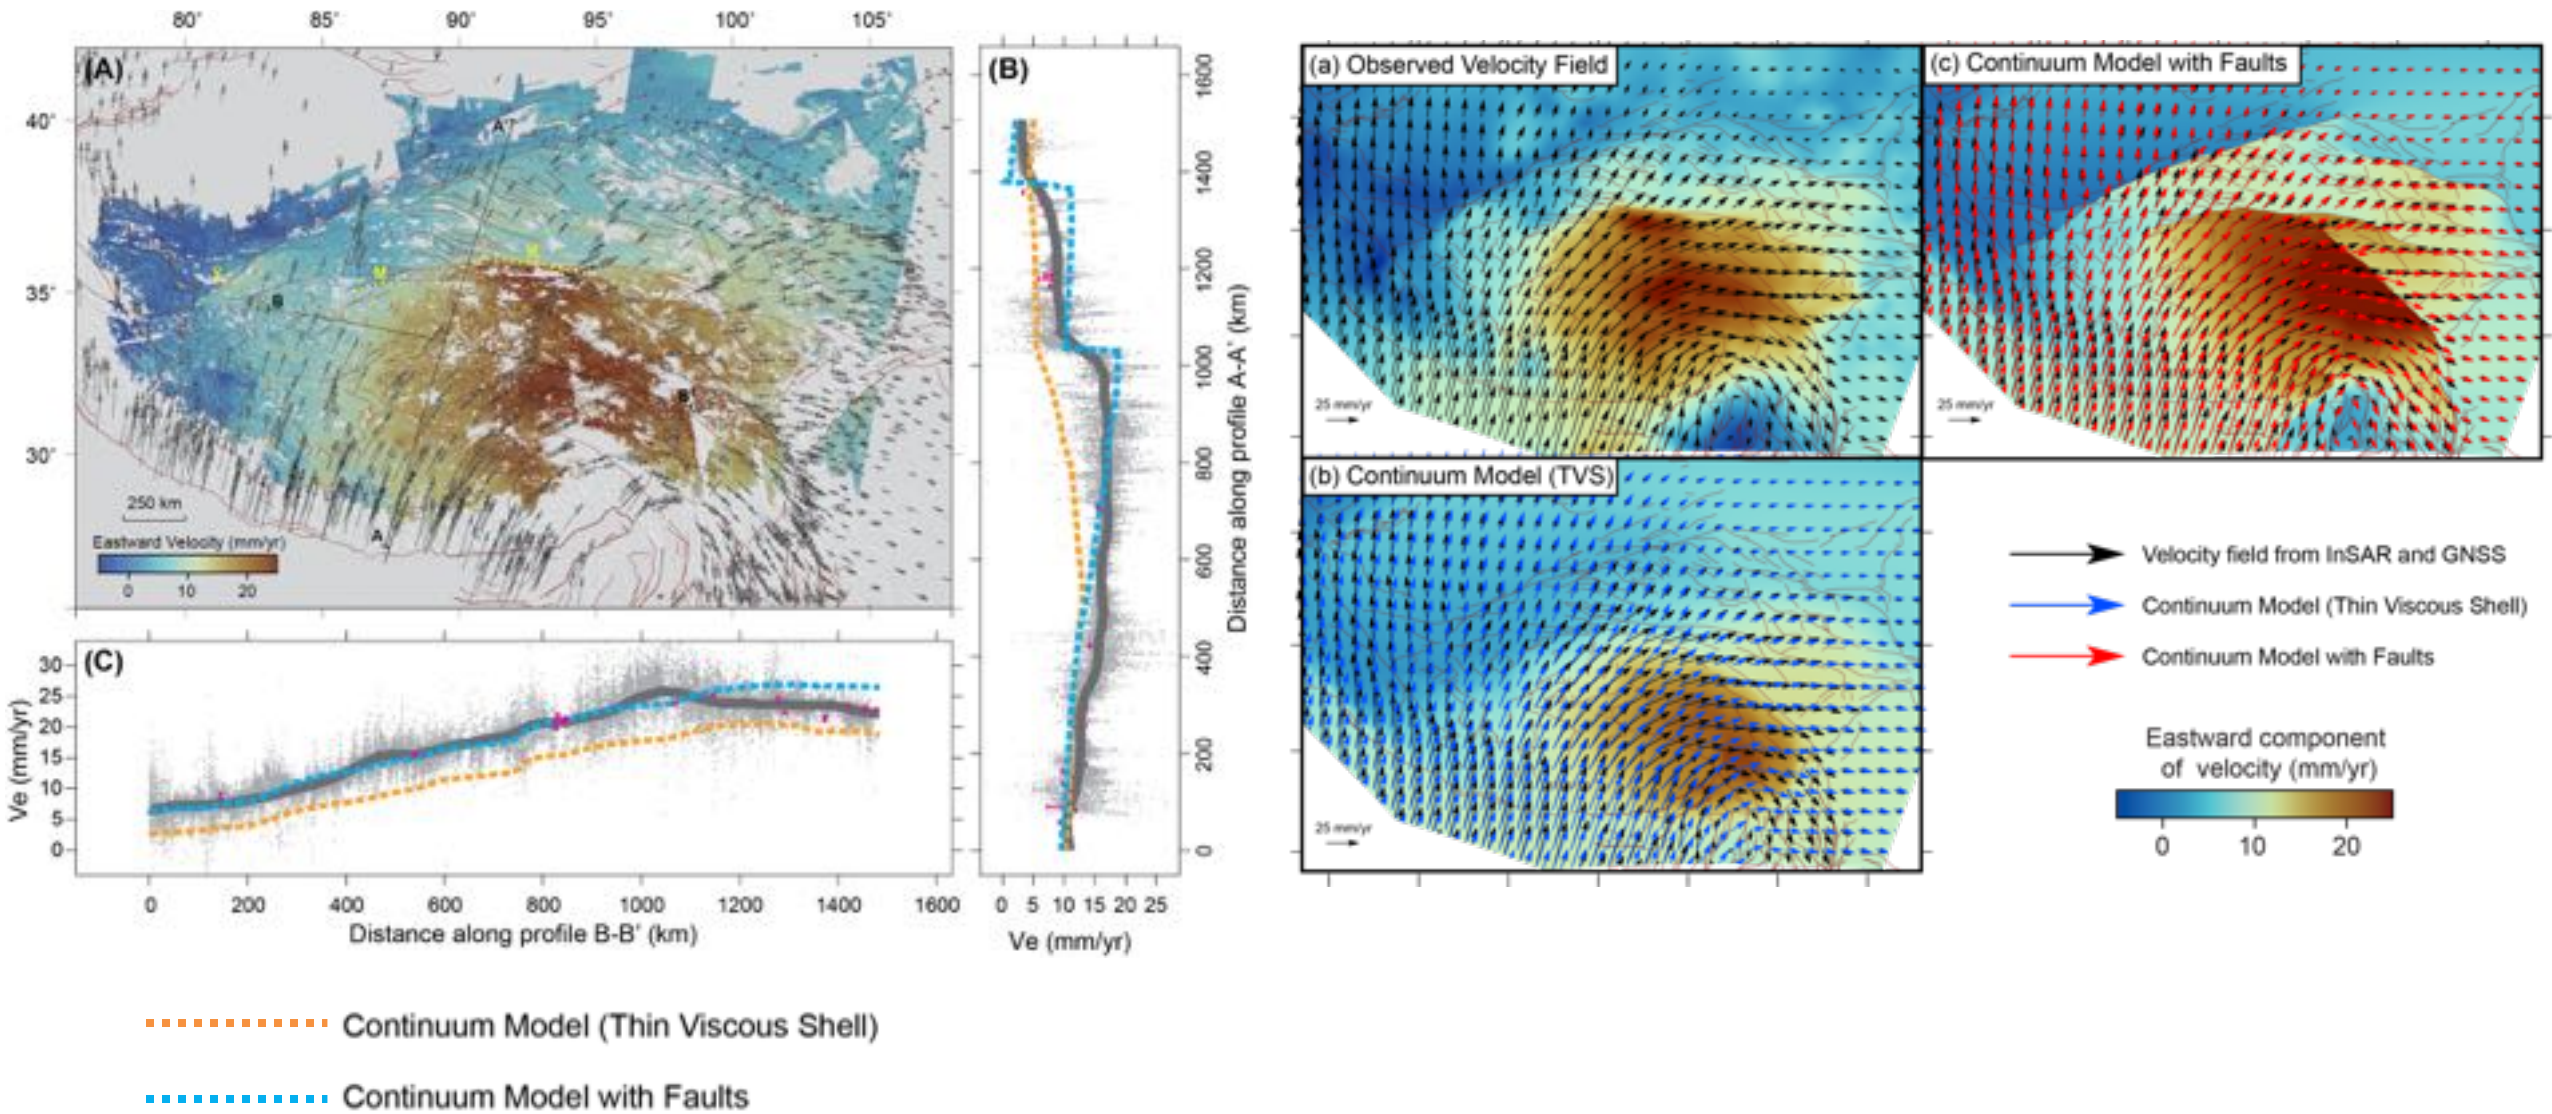 80° 85° 90° 95° 100° 105°
(A)
40°
35°
30°
A'
B
B'
A
M
M
250 km
Eastward Velocity (mm/yr)
0 10 20
(B)
1600
1400
1200
1000
800
600
400
200
0
Distance along profile A-A' (km)
0 5 10 15 20 25
Ve (mm/yr)
(C)
30
25
20
15
10
5
0
Ve (mm/yr)
0 200 400 600 800 1000 1200 1400 1600
Distance along profile B-B' (km)
Continuum Model (Thin Viscous Shell)
Continuum Model with Faults
(a) Observed Velocity Field
25 mm/yr
(c) Continuum Model with Faults
25 mm/yr
(b) Continuum Model (TVS)
25 mm/yr
Velocity field from InSAR and GNSS
Continuum Model (Thin Viscous Shell)
Continuum Model with Faults
Eastward component
of velocity (mm/yr)
0 10 20